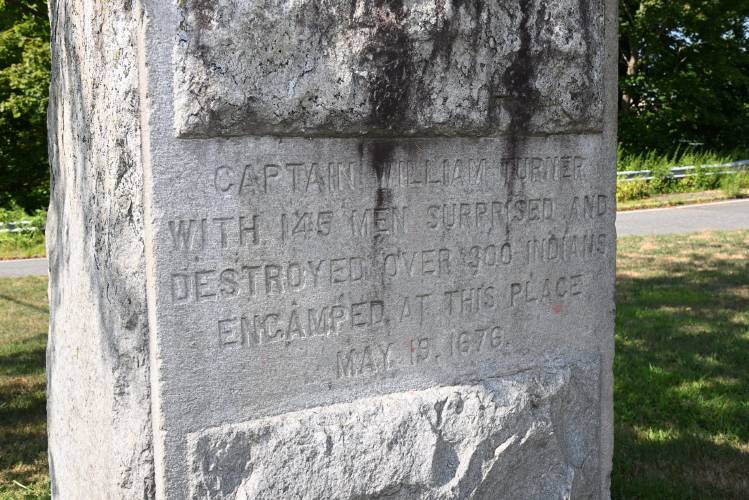 CAPTAIN WILLIAM TURNER
WITH 145 MEN SURPRISED AND
DESTROYED OVER 300 INDIANS
ENCAMPED AT THIS PLACE
MAY. 19. 1676.